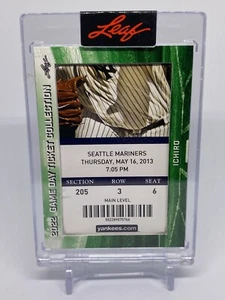 Leaf
Leaf
2022 GAME DAY TICKET COLLECTION
SEATTLE MARINERS
THURSDAY, MAY 16, 2013
7:05 PM
SECTION ROW SEAT
205 3 6
MAIN LEVEL
yankees.com
ICHIRO